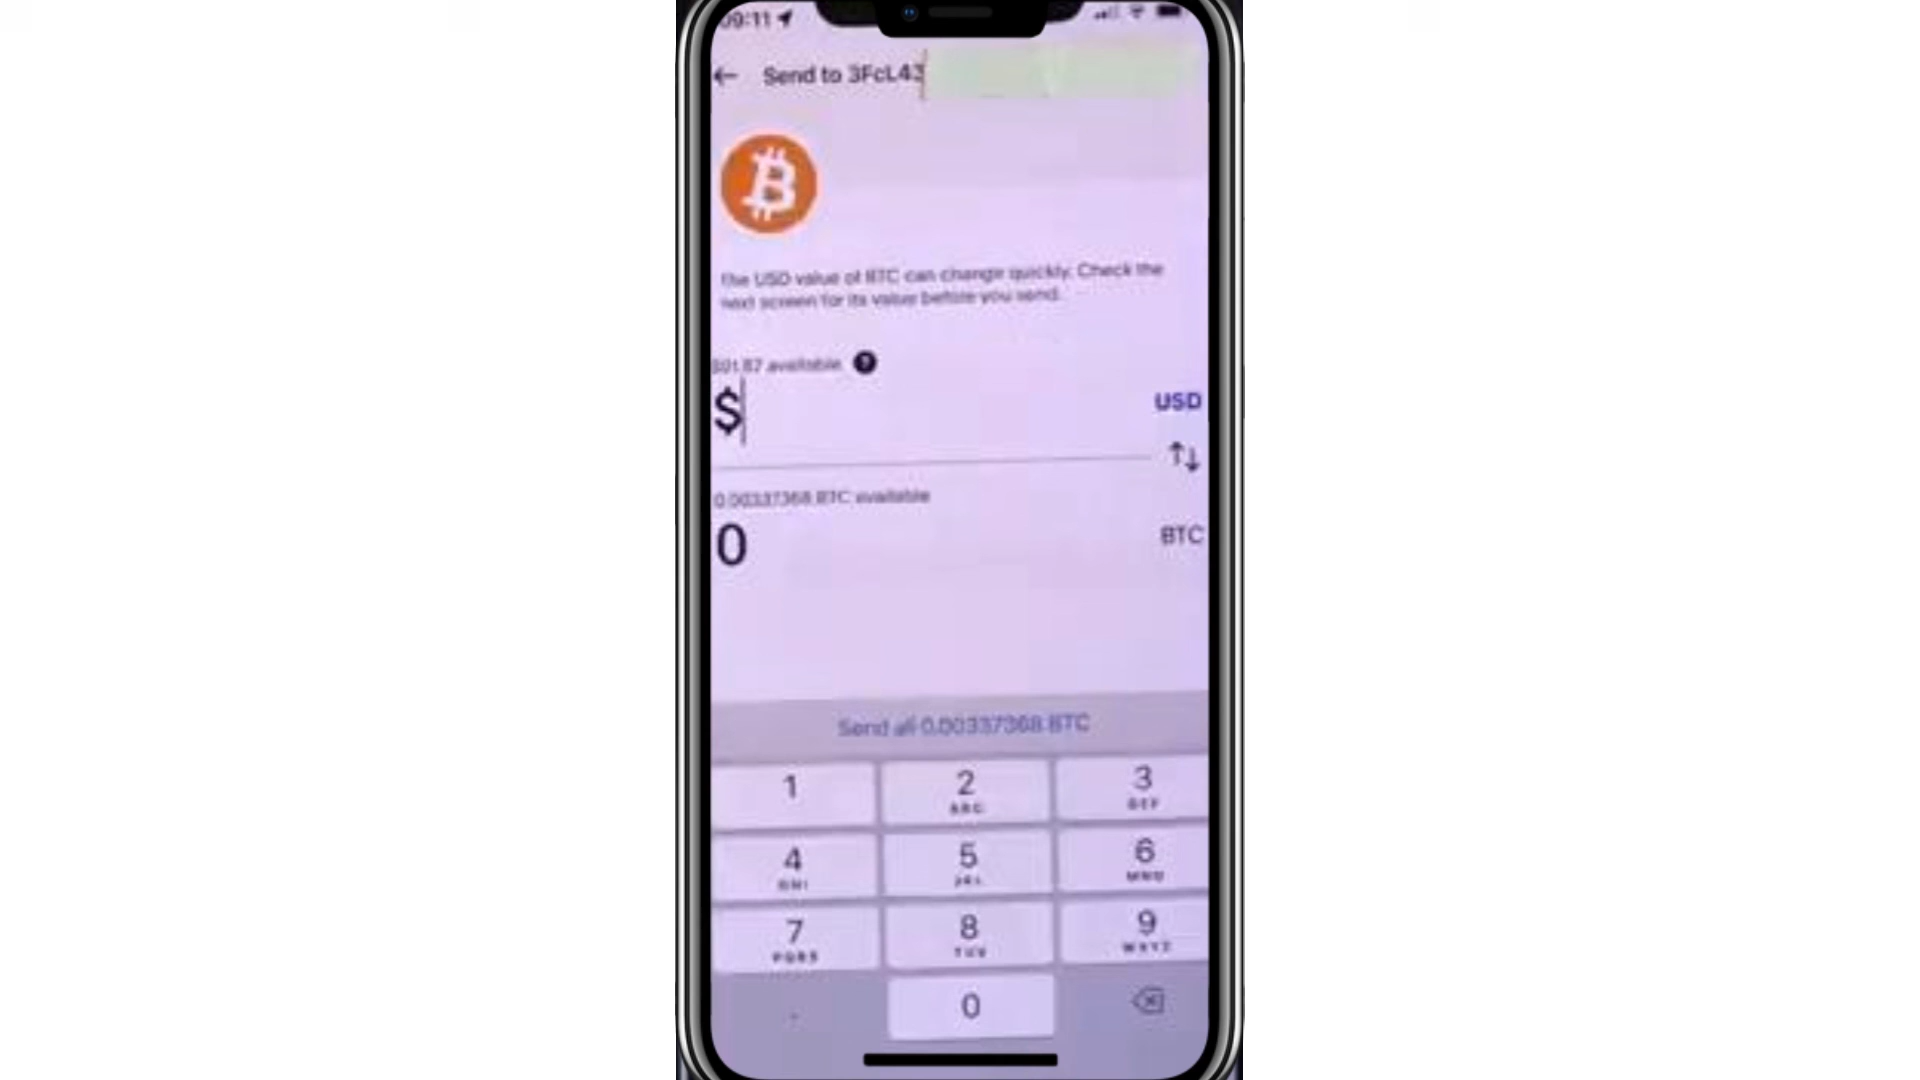 09:11
Send to 3FcL43
The USD value of BTC can change quickly. Check the
next screen for its value before you send.
available ?
$ USD
0.00337368 BTC available
0 BTC
Send all 0.00337368 BTC
1
2
ABC
3
DEF
4
GHI
5
JKL
6
MNO
7
PQRS
8
TUV
9
WXYZ
.
0